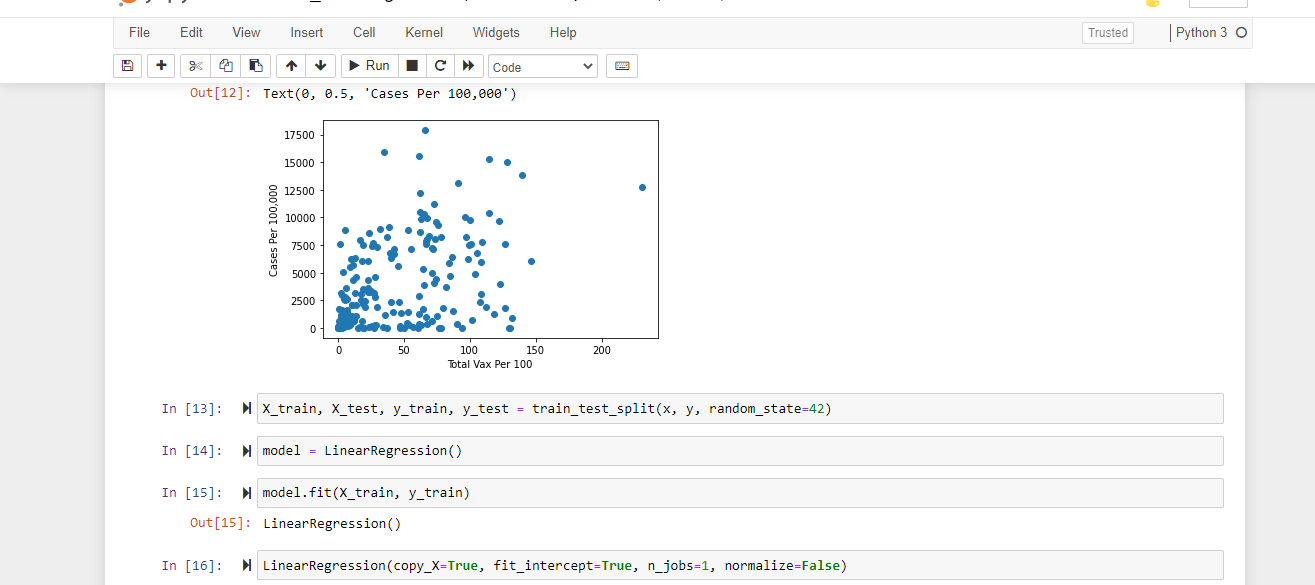 File Edit View Insert Cell Kernel Widgets Help Trusted Python 3
Run Code
Out[12]: Text(0, 0.5, 'Cases Per 100,000')
17500
15000
12500
10000
7500
5000
2500
0
Cases Per 100,000
0 50 100 150 200
Total Vax Per 100
In [13]: X_train, X_test, y_train, y_test = train_test_split(x, y, random_state=42)
In [14]: model = LinearRegression()
In [15]: model.fit(X_train, y_train)
Out[15]: LinearRegression()
In [16]: LinearRegression(copy_X=True, fit_intercept=True, n_jobs=1, normalize=False)